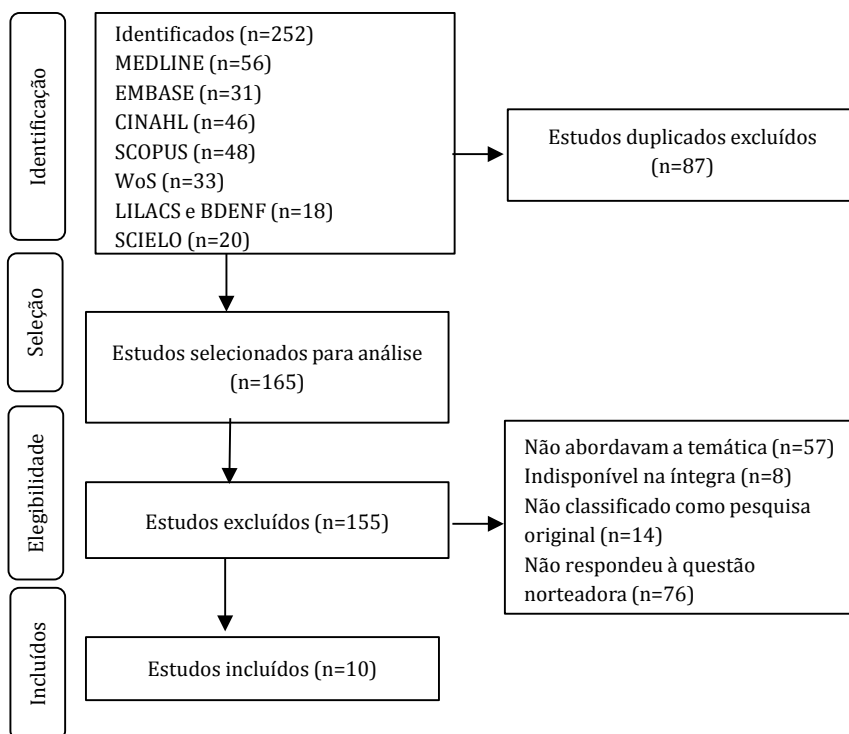 Identificação
Identificados (n=252)
MEDLINE (n=56)
EMBASE (n=31)
CINAHL (n=46)
SCOPUS (n=48)
WoS (n=33)
LILACS e BDENF (n=18)
SCIELO (n=20)
Estudos duplicados excluídos
(n=87)
Seleção
Estudos selecionados para análise
(n=165)
Elegibilidade
Estudos excluídos (n=155)
Não abordavam a temática (n=57)
Indisponível na íntegra (n=8)
Não classificado como pesquisa
original (n=14)
Não respondeu à questão
norteadora (n=76)
Incluídos
Estudos incluídos (n=10)